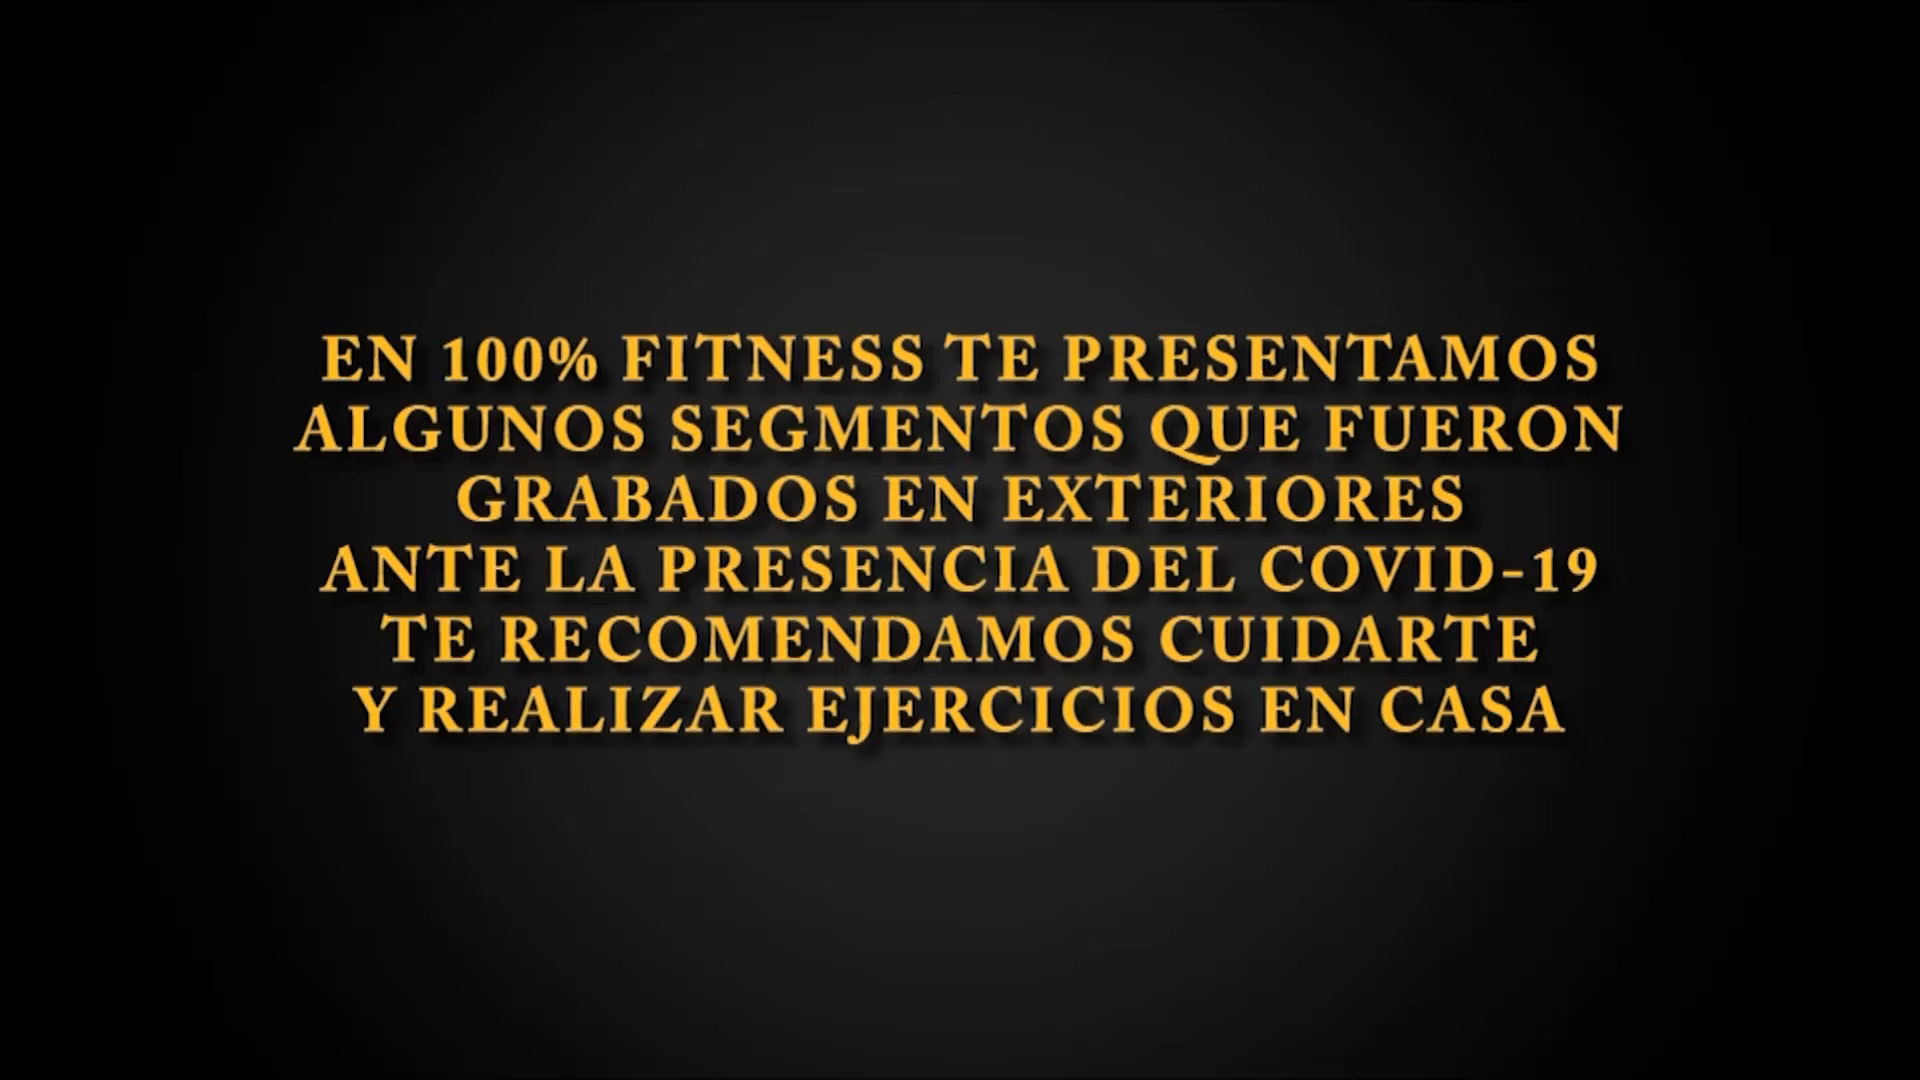 EN 100% FITNESS TE PRESENTAMOS
ALGUNOS SEGMENTOS QUE FUERON
GRABADOS EN EXTERIORES
ANTE LA PRESENCIA DEL COVID-19
TE RECOMENDAMOS CUIDARTE
Y REALIZAR EJERCICIOS EN CASA